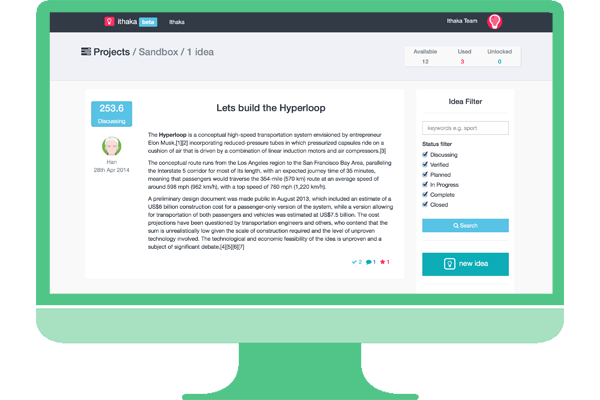 ithaka beta Ithaka Ithaka Team
Projects / Sandbox / 1 idea
Available Used Unlocked
12 3 0
253.6
Discussing
Han
28th Apr 2014
Lets build the Hyperloop
The Hyperloop is a conceptual high-speed transportation system envisioned by entrepreneur
Elon Musk,[1][2] incorporating reduced-pressure tubes in which pressurized capsules ride on a
cushion of air that is driven by a combination of linear induction motors and air compressors.[3]
The conceptual route runs from the Los Angeles region to the San Francisco Bay Area, paralleling
the Interstate 5 corridor for most of its length, with an expected journey time of 35 minutes,
meaning that passengers would traverse the 354-mile (570 km) route at an average speed of
around 598 mph (962 km/h), with a top speed of 760 mph (1,220 km/h).
A preliminary design document was made public in August 2013, which included an estimate of a
US$6 billion construction cost for a passenger-only version of the system, while a version allowing
for transportation of both passengers and vehicles was estimated at US$7.5 billion. The cost
projections have been questioned by transportation engineers and others, who contend that the
sum is unrealistically low given the scale of construction required and the level of unproven
technology involved. The technological and economic feasibility of the idea is unproven and a
subject of significant debate.[4][5][6][7]
2 1 1
Idea Filter
keywords e.g. sport
Status filter
Discussing
Verified
Planned
In Progress
Complete
Closed
Search
new idea